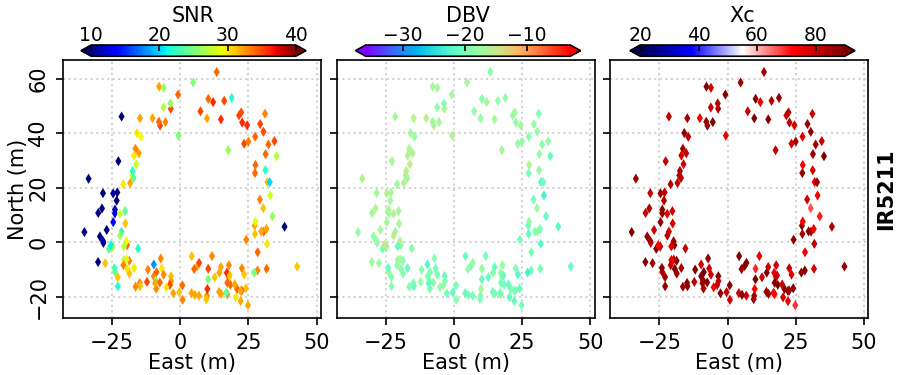 SNR DBV Xc
10 20 30 40 −30 −20 −10 20 40 60 80
60
40
20
0
−20
North (m)
IR5211
−25 0 25 50 −25 0 25 50 −25 0 25 50
East (m) East (m) East (m)